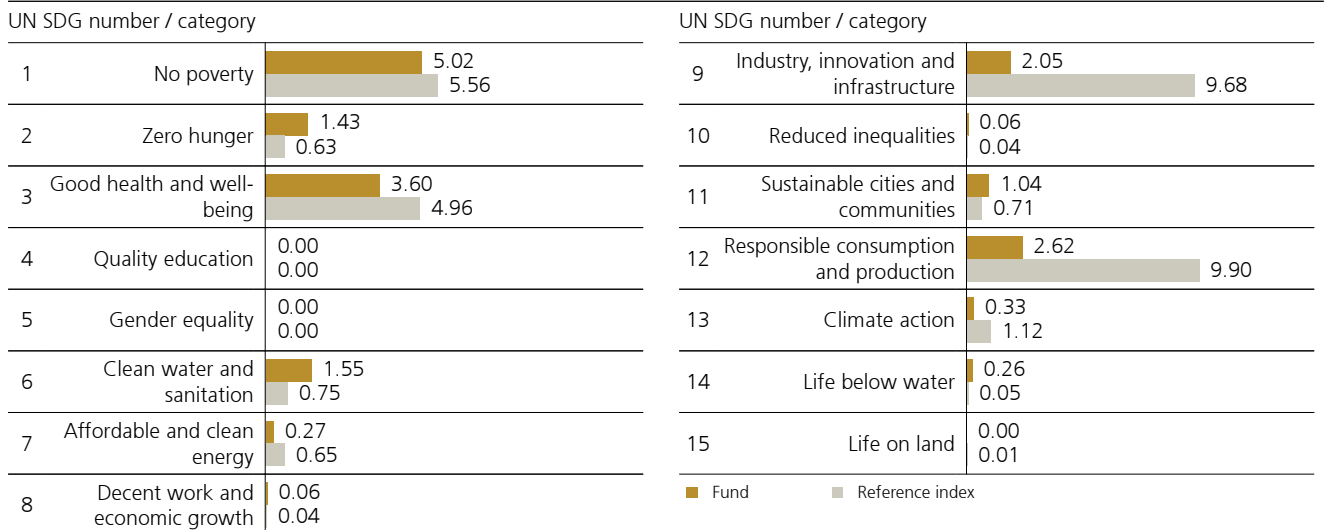 UN SDG number / category
1 No poverty 5.02
5.56
2 Zero hunger 1.43
0.63
3 Good health and well-
being 3.60
4.96
4 Quality education 0.00
0.00
5 Gender equality 0.00
0.00
6 Clean water and
sanitation 1.55
0.75
7 Affordable and clean
energy 0.27
0.65
8 Decent work and
economic growth 0.06
0.04
UN SDG number / category
9 Industry, innovation and
infrastructure 2.05
9.68
10 Reduced inequalities 0.06
0.04
11 Sustainable cities and
communities 1.04
0.71
12 Responsible consumption
and production 2.62
9.90
13 Climate action 0.33
1.12
14 Life below water 0.26
0.05
15 Life on land 0.00
0.01
Fund Reference index